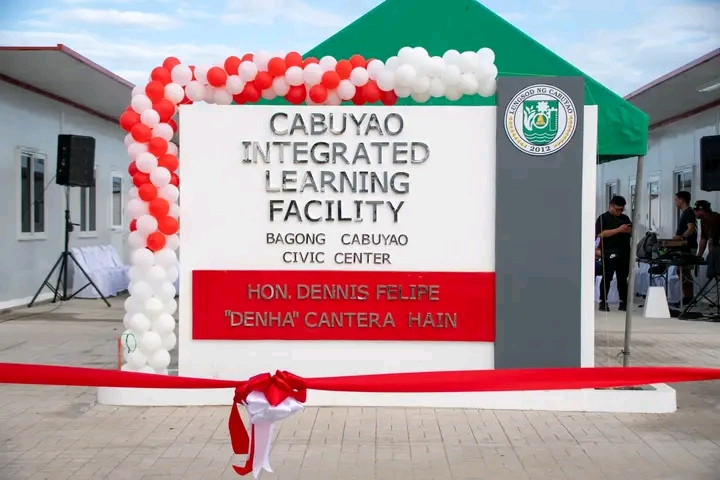 CABUYAO
INTEGRATED
LEARNING
FACILITY
BAGONG CABUYAO
CIVIC CENTER
HON. DENNIS FELIPE
"DENHA" CANTERA HAIN
LUNGSOD NG CABUYAO
2012